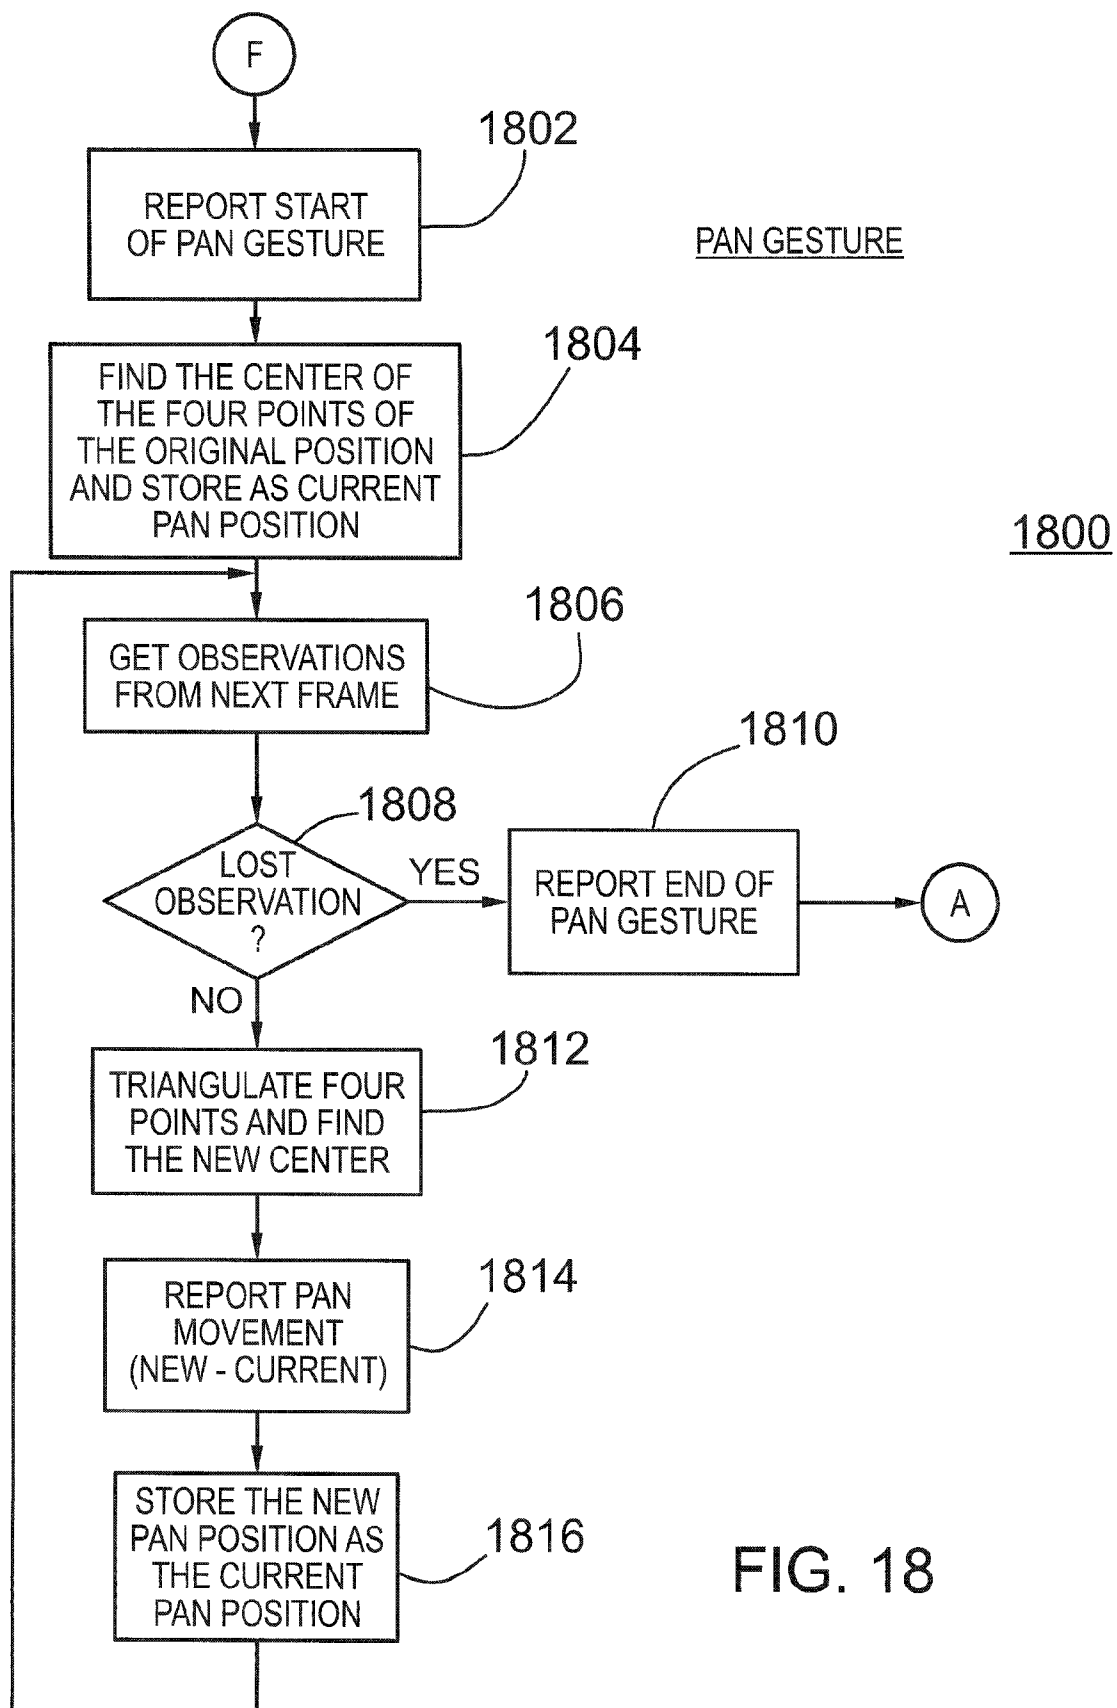 F
1802
REPORT START
OF PAN GESTURE
PAN GESTURE
1804
FIND THE CENTER OF
THE FOUR POINTS OF
THE ORIGINAL POSITION
AND STORE AS CURRENT
PAN POSITION
1800
1806
GET OBSERVATIONS
FROM NEXT FRAME
1810
1808
LOST
OBSERVATION
?
YES
REPORT END OF
PAN GESTURE
A
NO
1812
TRIANGULATE FOUR
POINTS AND FIND
THE NEW CENTER
1814
REPORT PAN
MOVEMENT
(NEW - CURRENT)
STORE THE NEW
PAN POSITION AS
THE CURRENT
PAN POSITION
1816
FIG. 18